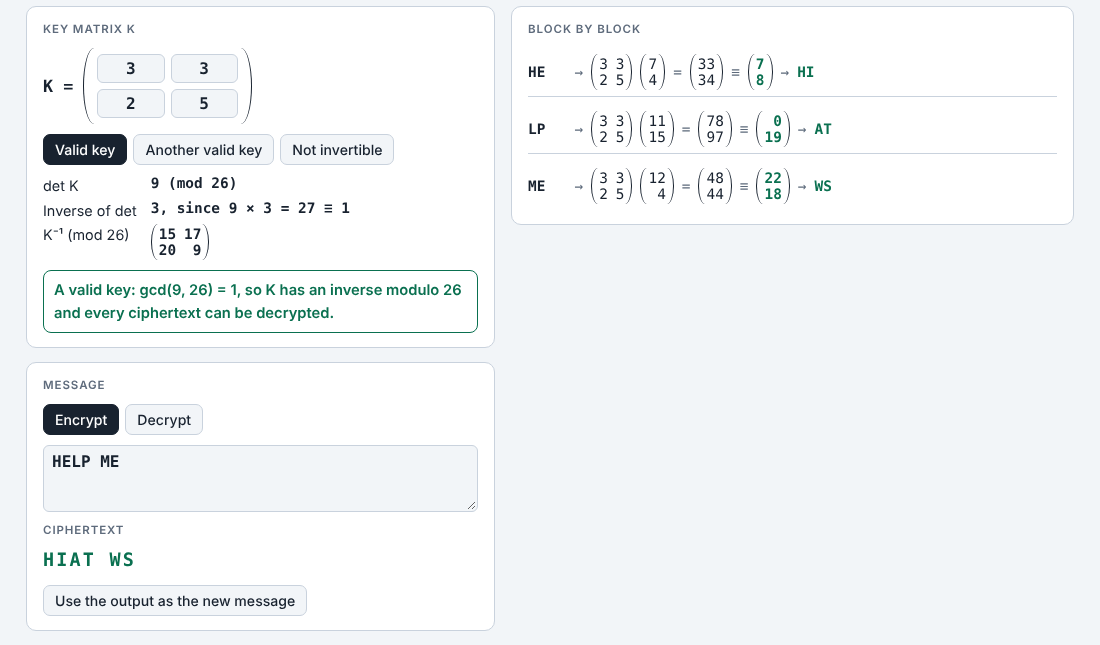 KEY MATRIX K
K = ( 3 3
2 5 )
Valid key Another valid key Not invertible
det K 9 (mod 26)
Inverse of det 3, since 9 × 3 = 27 ≡ 1
K⁻¹ (mod 26) (15 17
20 9)
A valid key: gcd(9, 26) = 1, so K has an inverse modulo 26
and every ciphertext can be decrypted.
MESSAGE
Encrypt Decrypt
HELP ME
CIPHERTEXT
HIAT WS
Use the output as the new message
BLOCK BY BLOCK
HE → (3 3 (7 = (33 ≡ (7 → HI
2 5) 4) 34) 8)
LP → (3 3 (11 = (78 ≡ (0 → AT
2 5) 15) 97) 19)
ME → (3 3 (12 = (48 ≡ (22 → WS
2 5) 4) 44) 18)